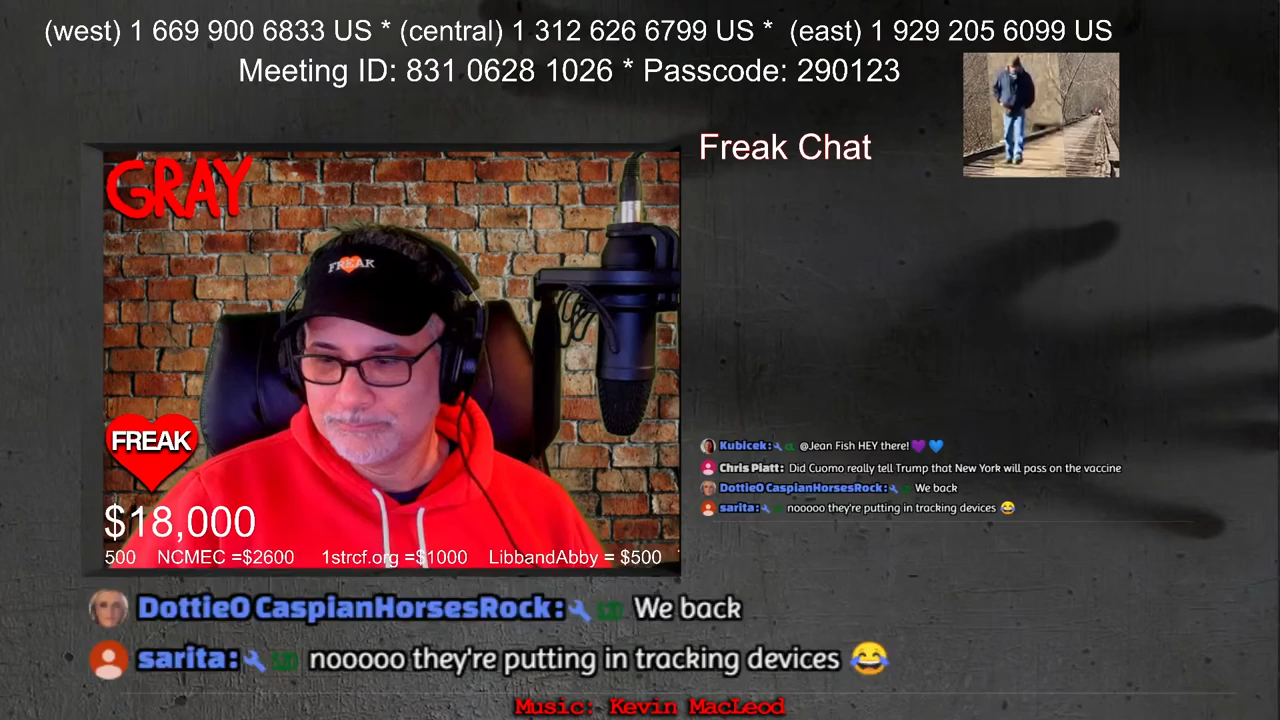 (west) 1 669 900 6833 US * (central) 1 312 626 6799 US * (east) 1 929 205 6099 US
Meeting ID: 831 0628 1026 * Passcode: 290123
Freak Chat
GRAY
FREAK
FREAK
$18,000
500 NCMEC =$2600 1strcf.org =$1000 LibbandAbby = $500
Kubicek: @Jean Fish HEY there!💜💙
Chris Piatt: Did Cuomo really tell Trump that New York will pass on the vaccine
DottieO CaspianHorsesRock: We back
sarita: nooooo they're putting in tracking devices 😂
DottieO CaspianHorsesRock: We back
sarita: nooooo they're putting in tracking devices 😂
Music: Kevin MacLeod